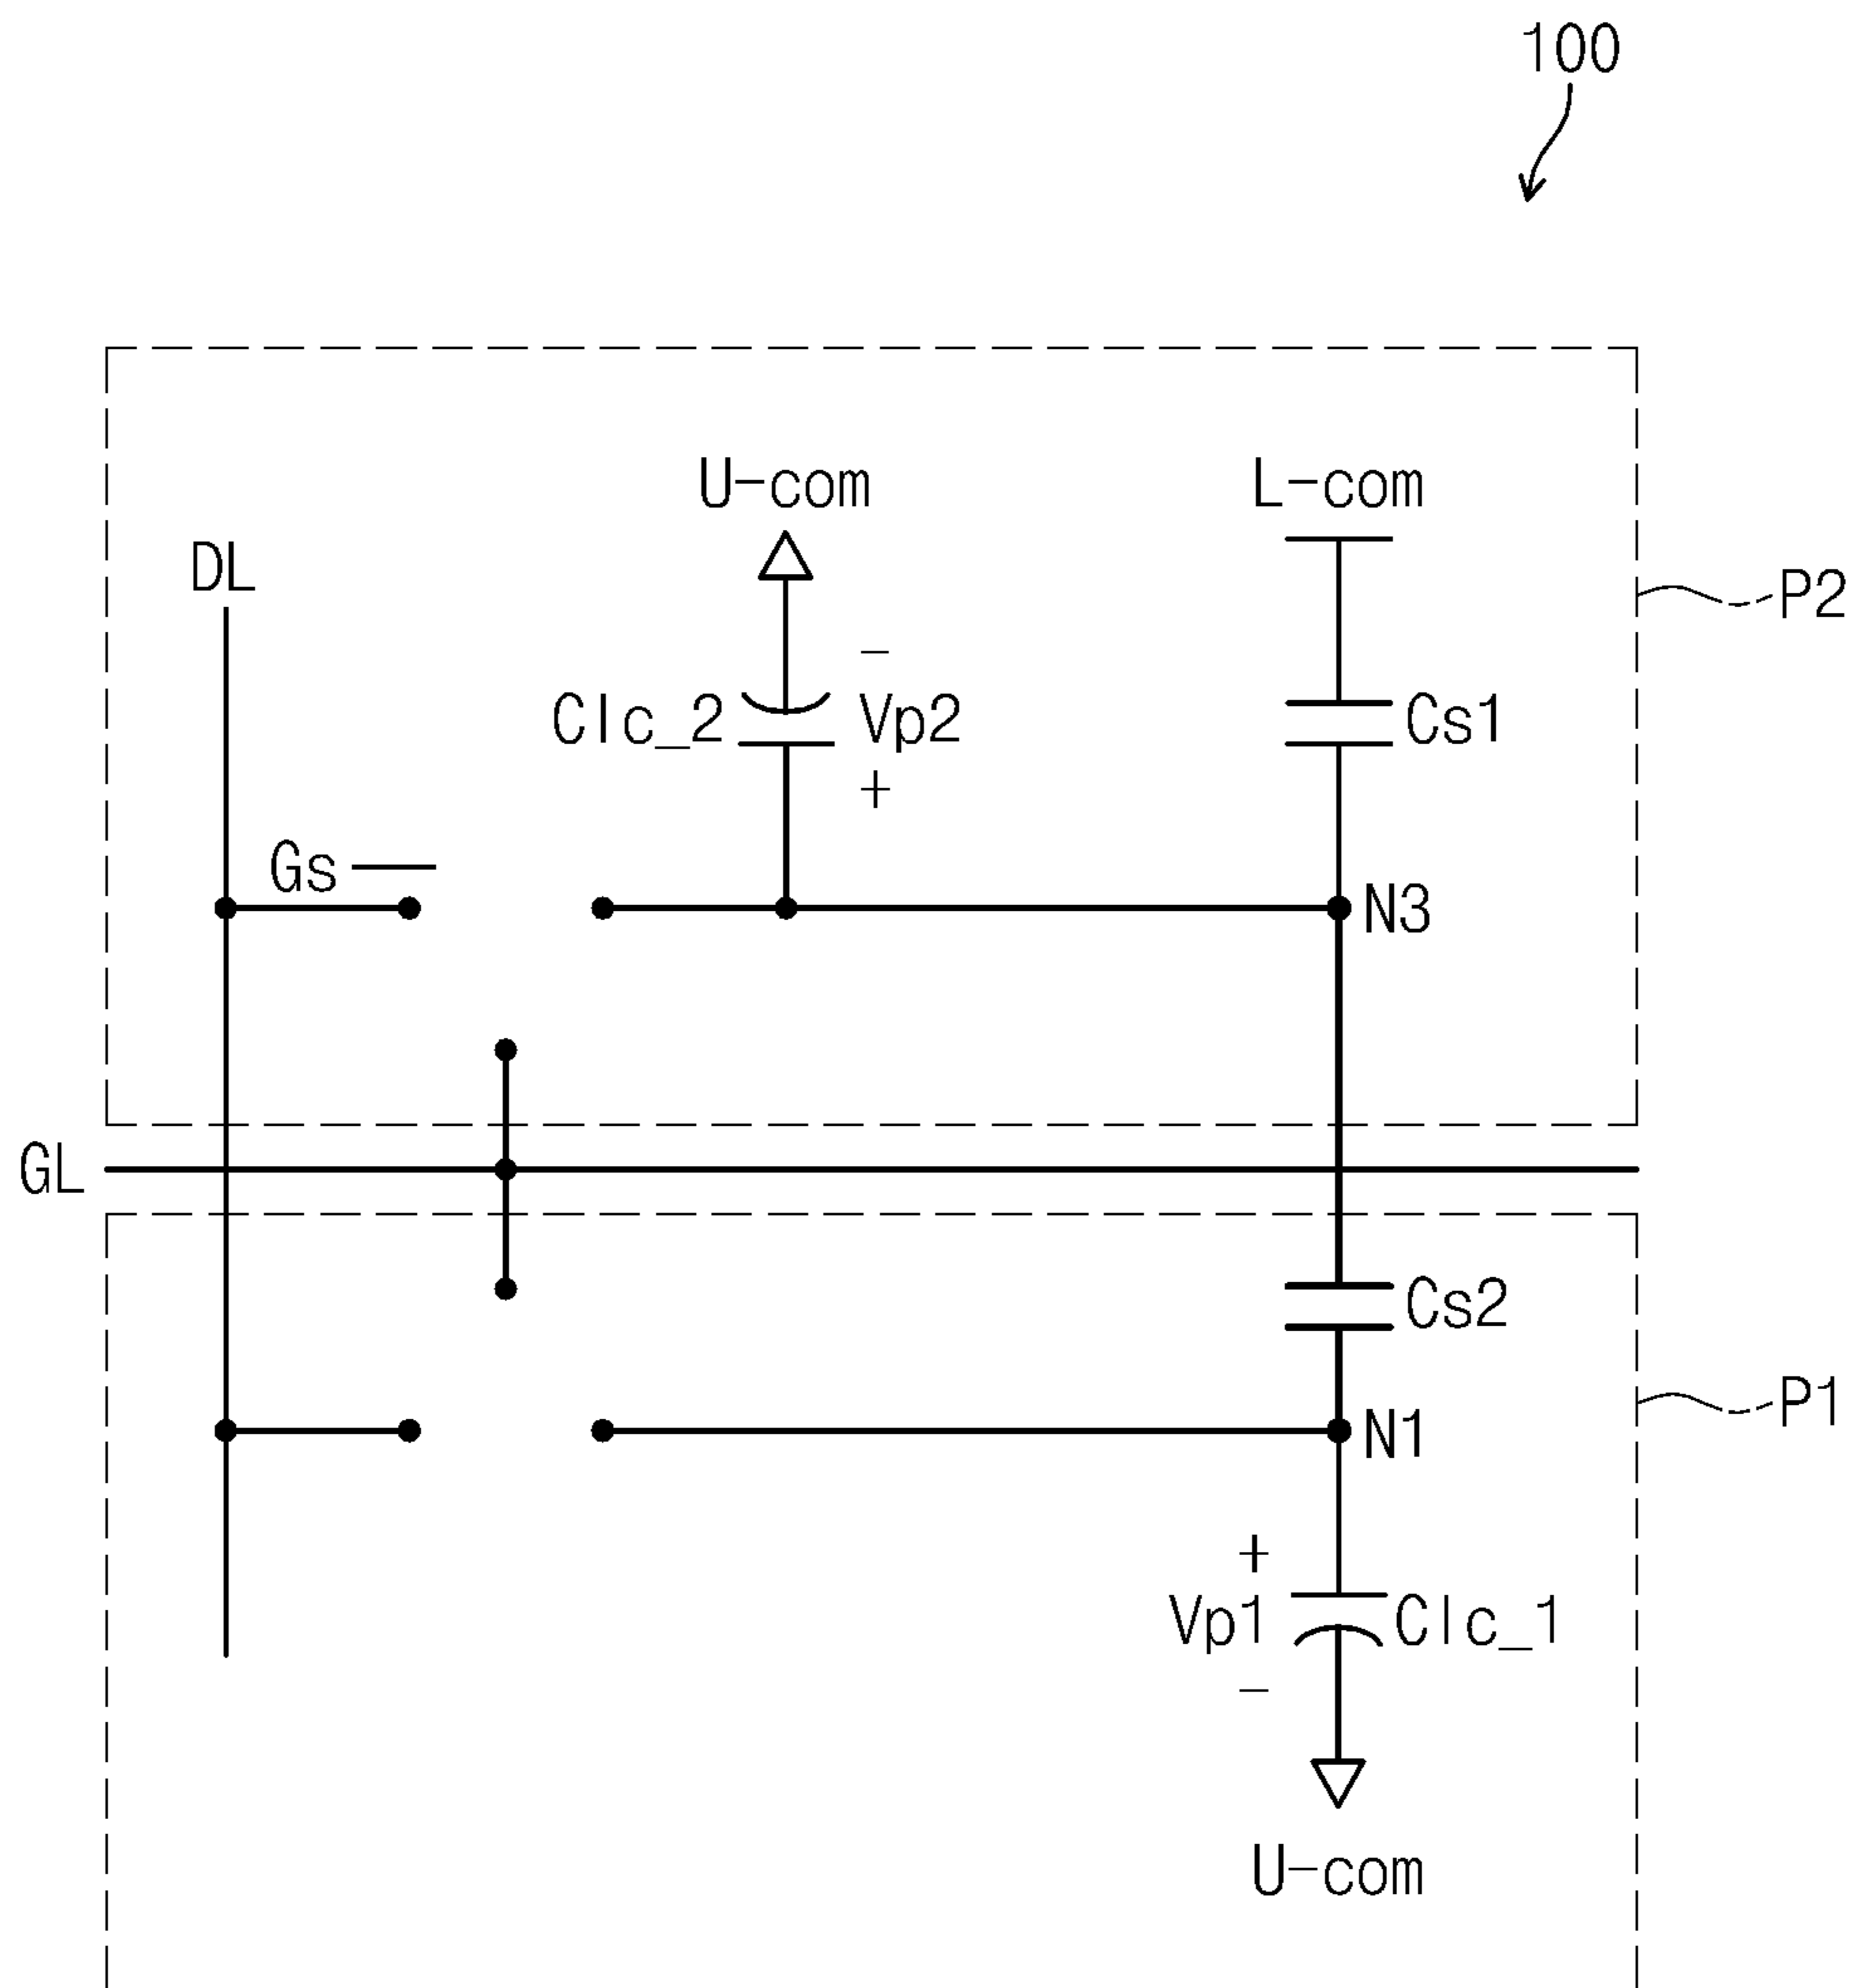 100
U-com
L-com
DL
P2
-
Clc_2
Vp2
Cs1
+
Gs
N3
GL
Cs2
P1
N1
+
Vp1
Clc_1
-
U-com